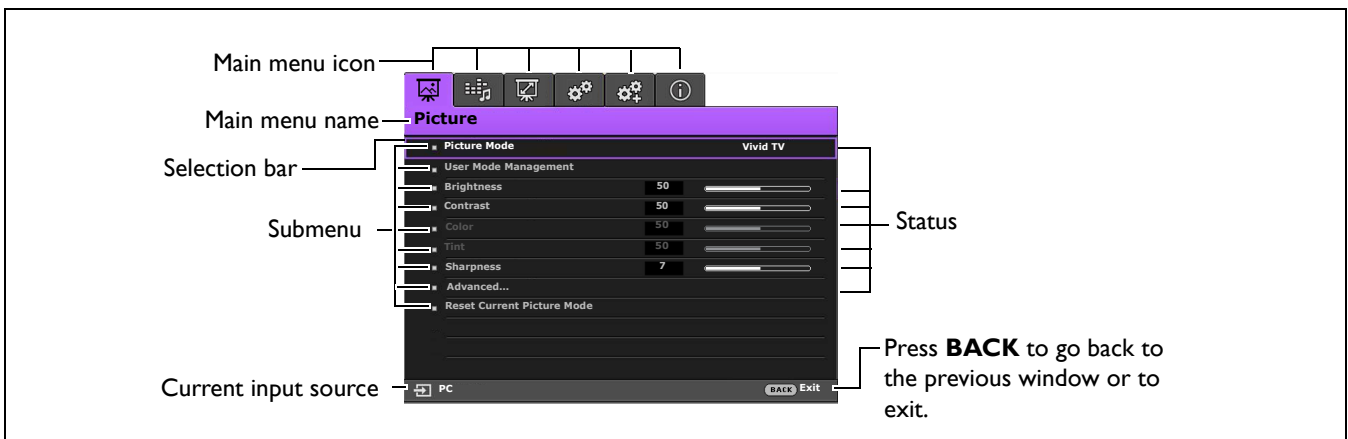 Main menu icon
Main menu name
Picture
Selection bar
Picture Mode Vivid TV
User Mode Management
Brightness 50
Contrast 50
Submenu
Color 50
Status
Tint 50
Sharpness 7
Advanced...
Reset Current Picture Mode
Press BACK to go back to
the previous window or to
exit.
Current input source
PC
BACK Exit